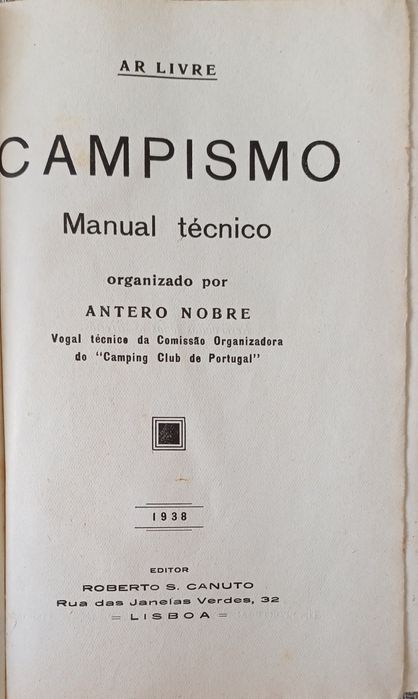 AR LIVRE
CAMPISMO
Manual técnico
organizado por
ANTERO NOBRE
Vogal técnico da Comissão Organizadora
do "Camping Club de Portugal"
1938
EDITOR
ROBERTO S. CANUTO
Rua das Janelas Verdes, 32
= LISBOA =